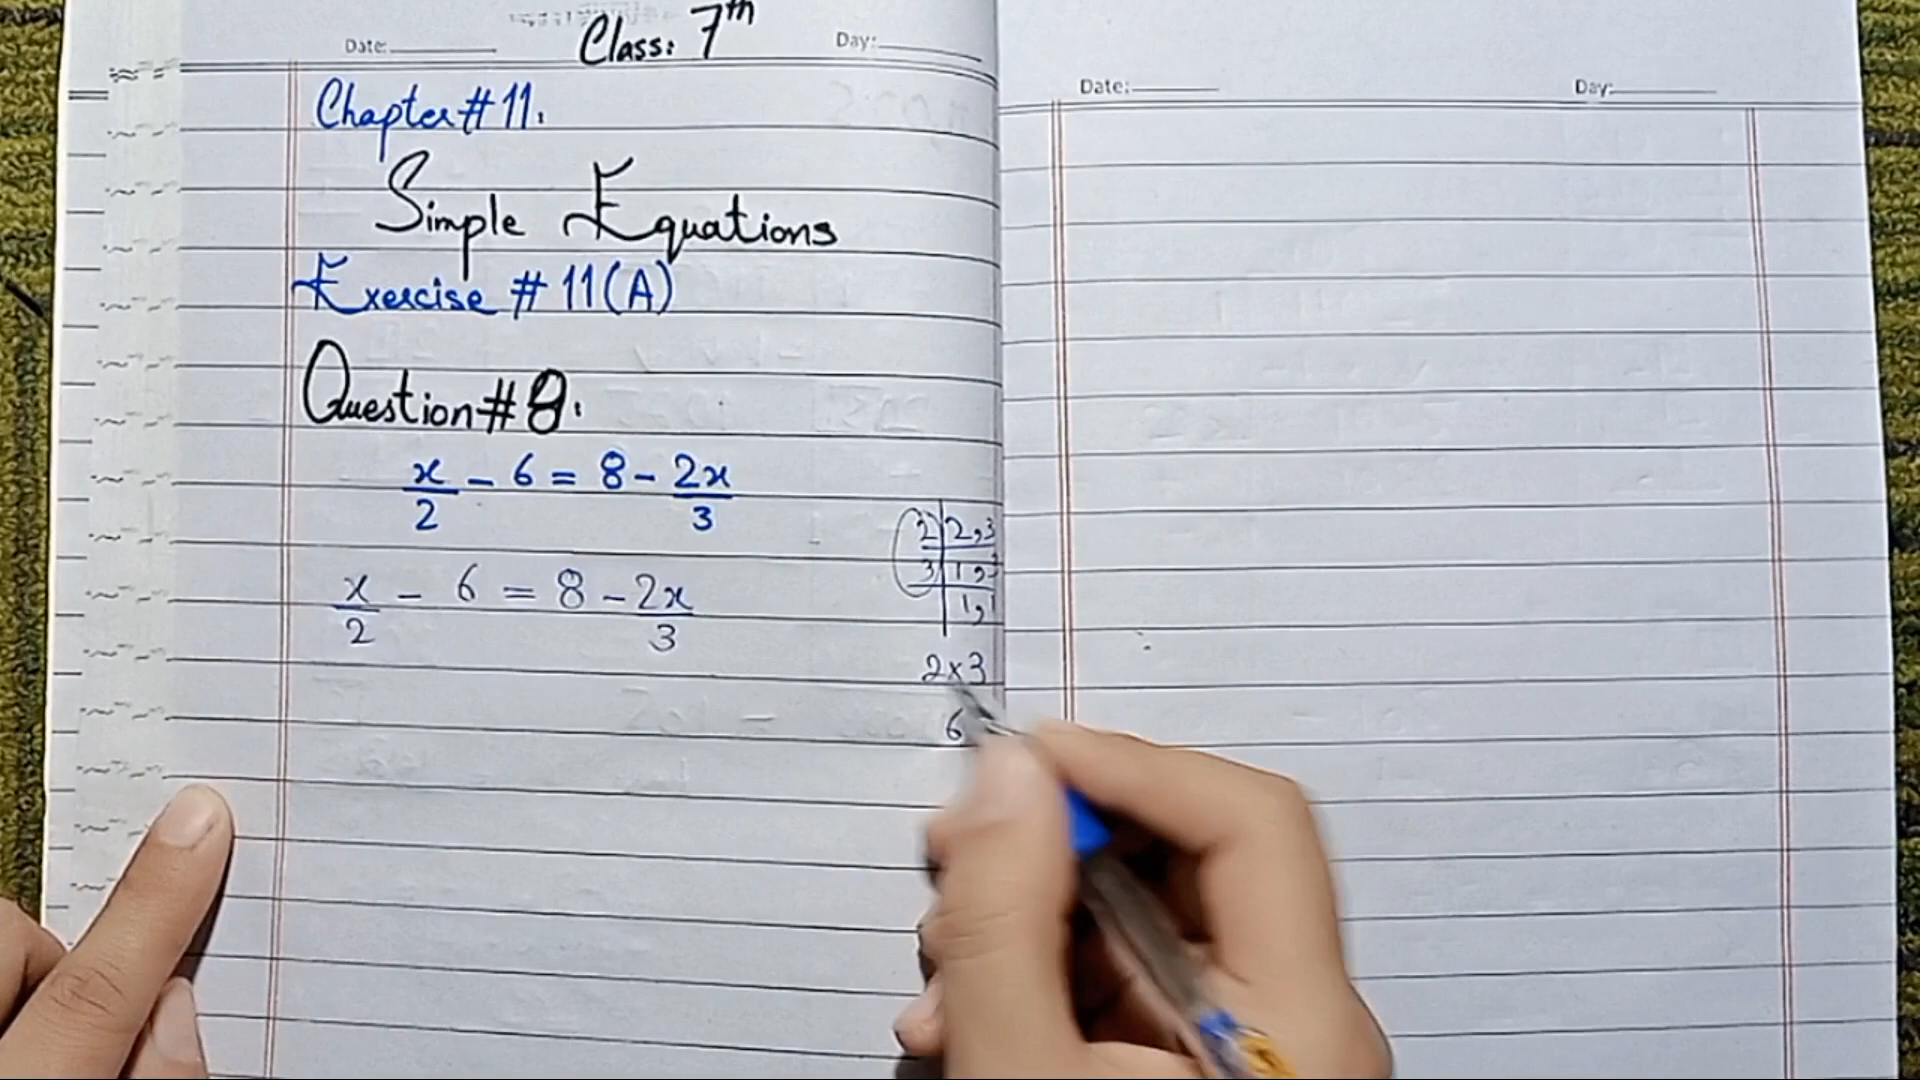 Date: Class: 7th Day:
Chapter # 11:
Simple Equations
Exercise # 11(A)
Question # 8:
x/2 - 6 = 8 - 2x/3
x/2 - 6 = 8 - 2x/3
2 | 2,3
3 | 1,3
1,1
2x3
6
Date: Day: